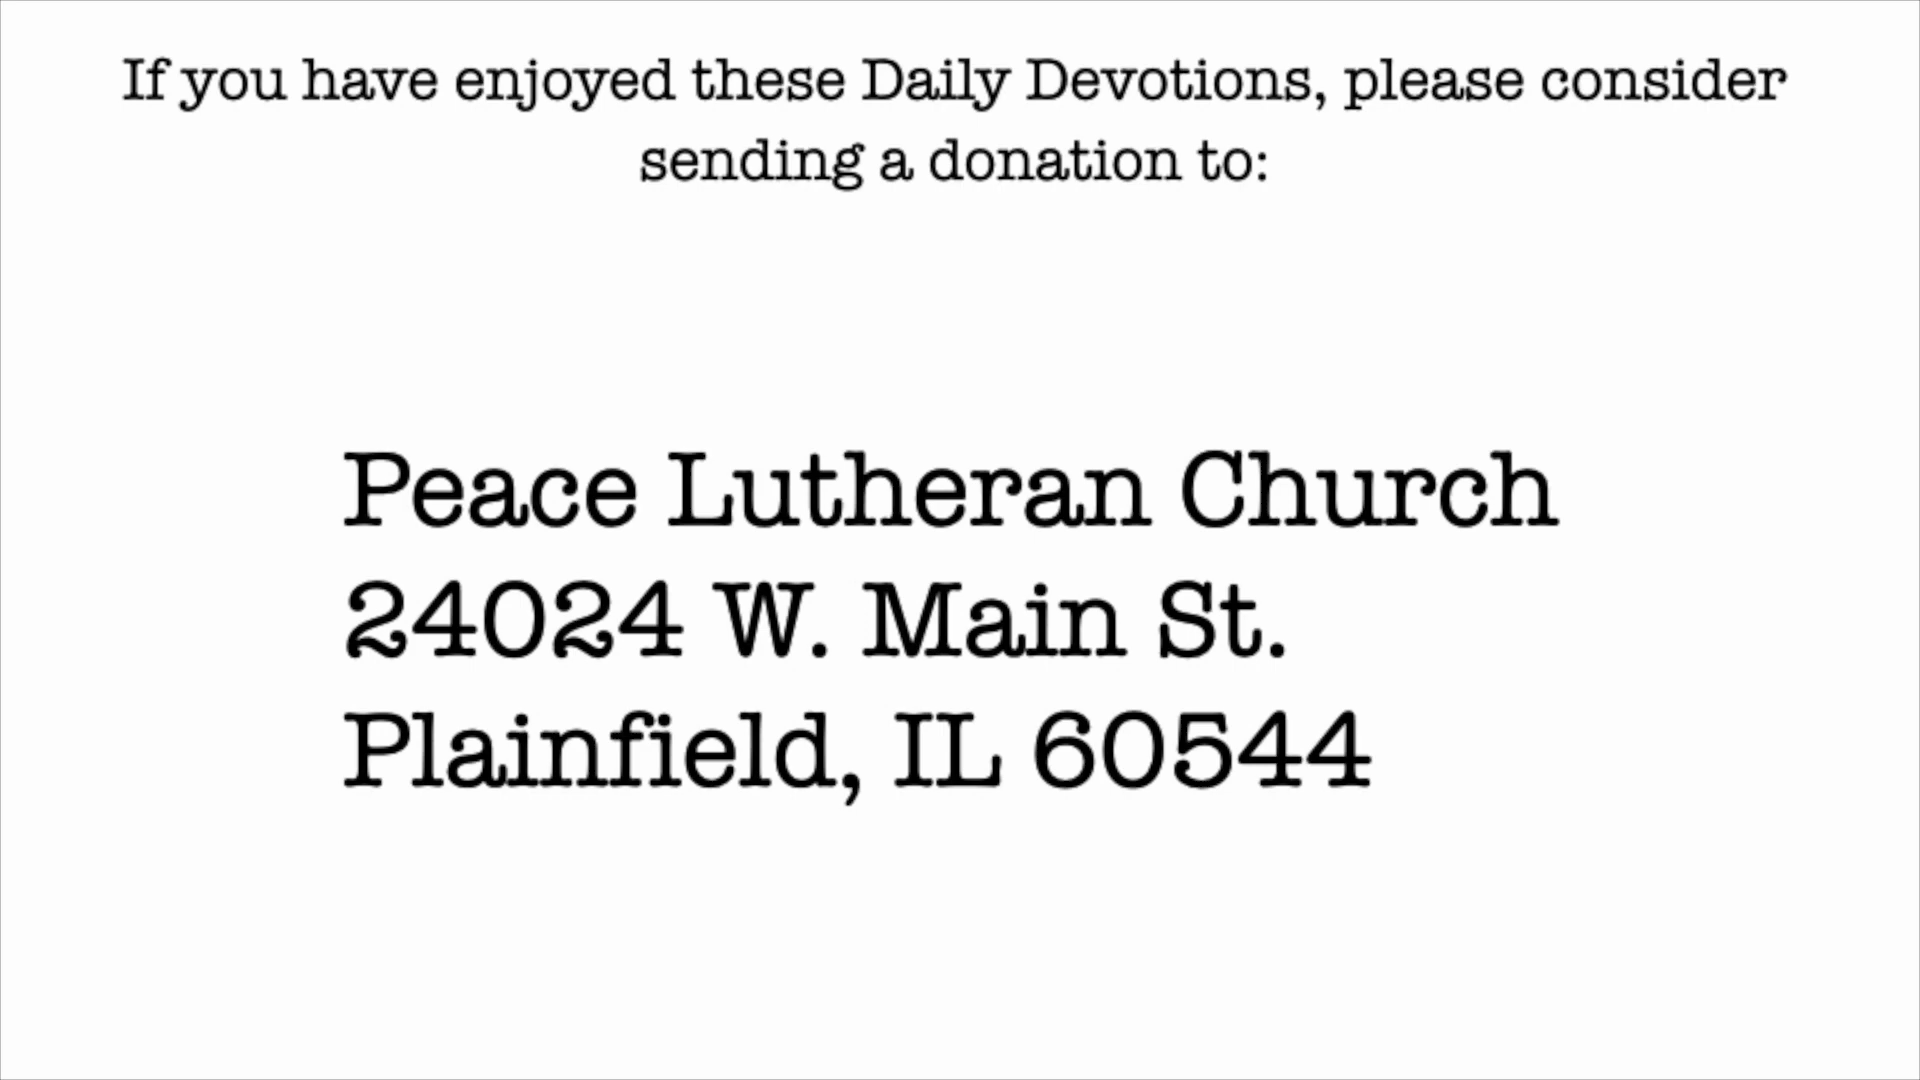 If you have enjoyed these Daily Devotions, please consider
sending a donation to:
Peace Lutheran Church
24024 W. Main St.
Plainfield, IL 60544